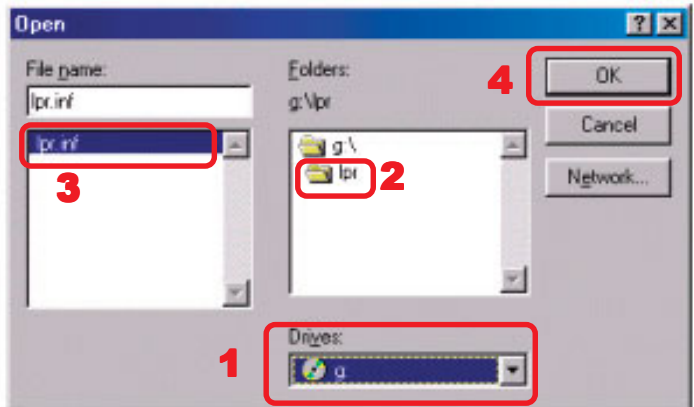 Open
File name:
lpr.inf
lpr.inf
3
Folders:
g:\lpr
g:\
lpr
2
Drives:
1
g
4
OK
Cancel
Network...